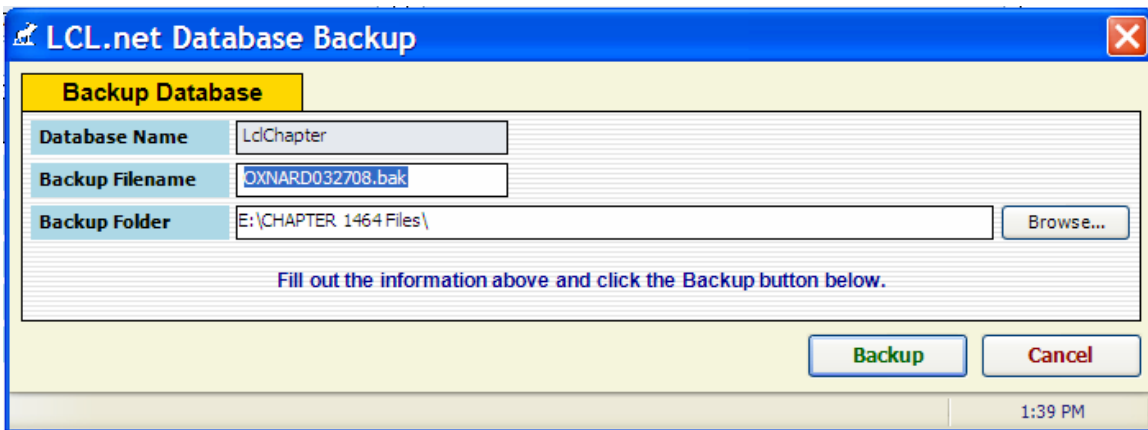 LCL.net Database Backup
Backup Database
Database Name LclChapter
Backup Filename OXNARD032708.bak
Backup Folder E:\CHAPTER 1464 Files\ Browse...
Fill out the information above and click the Backup button below.
Backup Cancel
1:39 PM